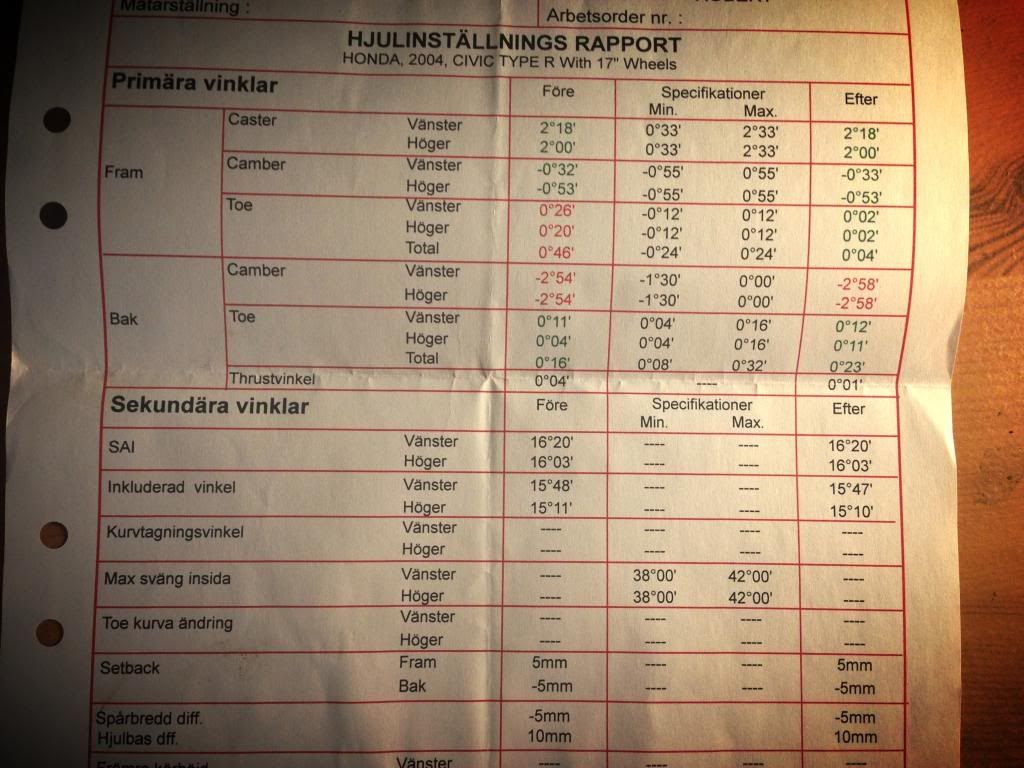 Mätarställning :
Arbetsorder nr. :
HJULINSTÄLLNINGS RAPPORT
HONDA, 2004, CIVIC TYPE R With 17" Wheels
Primära vinklar Före Specifikationer Efter
Min. Max.
Fram Caster Vänster 2°18' 0°33' 2°33' 2°18'
Höger 2°00' 0°33' 2°33' 2°00'
Camber Vänster -0°32' -0°55' 0°55' -0°33'
Höger -0°53' -0°55' 0°55' -0°53'
Toe Vänster 0°26' -0°12' 0°12' 0°02'
Höger 0°20' -0°12' 0°12' 0°02'
Total 0°46' -0°24' 0°24' 0°04'
Bak Camber Vänster -2°54' -1°30' 0°00' -2°58'
Höger -2°54' -1°30' 0°00' -2°58'
Toe Vänster 0°11' 0°04' 0°16' 0°12'
Höger 0°04' 0°04' 0°16' 0°11'
Total 0°16' 0°08' 0°32' 0°23'
Thrustvinkel 0°04' ---- 0°01'
Sekundära vinklar Före Specifikationer Efter
Min. Max.
SAI Vänster 16°20' ---- ---- 16°20'
Höger 16°03' ---- ---- 16°03'
Inkluderad vinkel Vänster 15°48' ---- ---- 15°47'
Höger 15°11' ---- ---- 15°10'
Kurvtagningsvinkel Vänster ---- ---- ---- ----
Höger ---- ---- ---- ----
Max sväng insida Vänster ---- 38°00' 42°00' ----
Höger ---- 38°00' 42°00' ----
Toe kurva ändring Vänster ---- ---- ---- ----
Höger ---- ---- ---- ----
Setback Fram 5mm ---- ---- 5mm
Bak -5mm ---- ---- -5mm
Spårbredd diff. -5mm -5mm
Hjulbas dff. 10mm 10mm
Vänster ---- ---- ---- ----